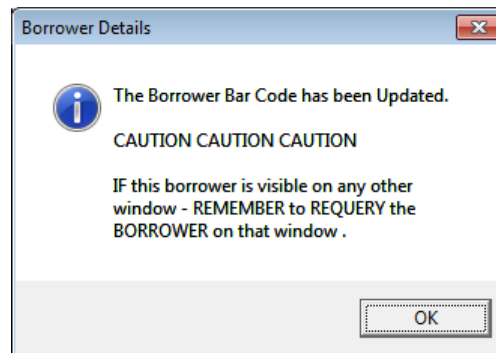 Borrower Details
The Borrower Bar Code has been Updated.
CAUTION CAUTION CAUTION
IF this borrower is visible on any other
window - REMEMBER to REQUERY the
BORROWER on that window .
OK